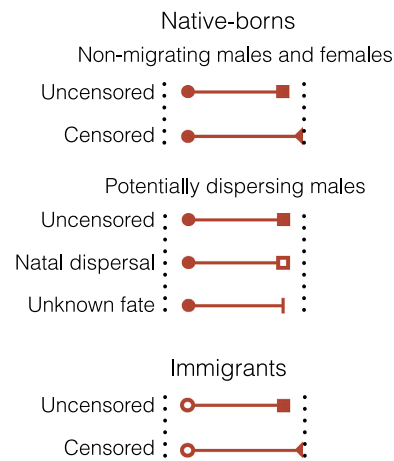 Native-borns
Non-migrating males and females
Uncensored
Censored
Potentially dispersing males
Uncensored
Natal dispersal
Unknown fate
Immigrants
Uncensored
Censored